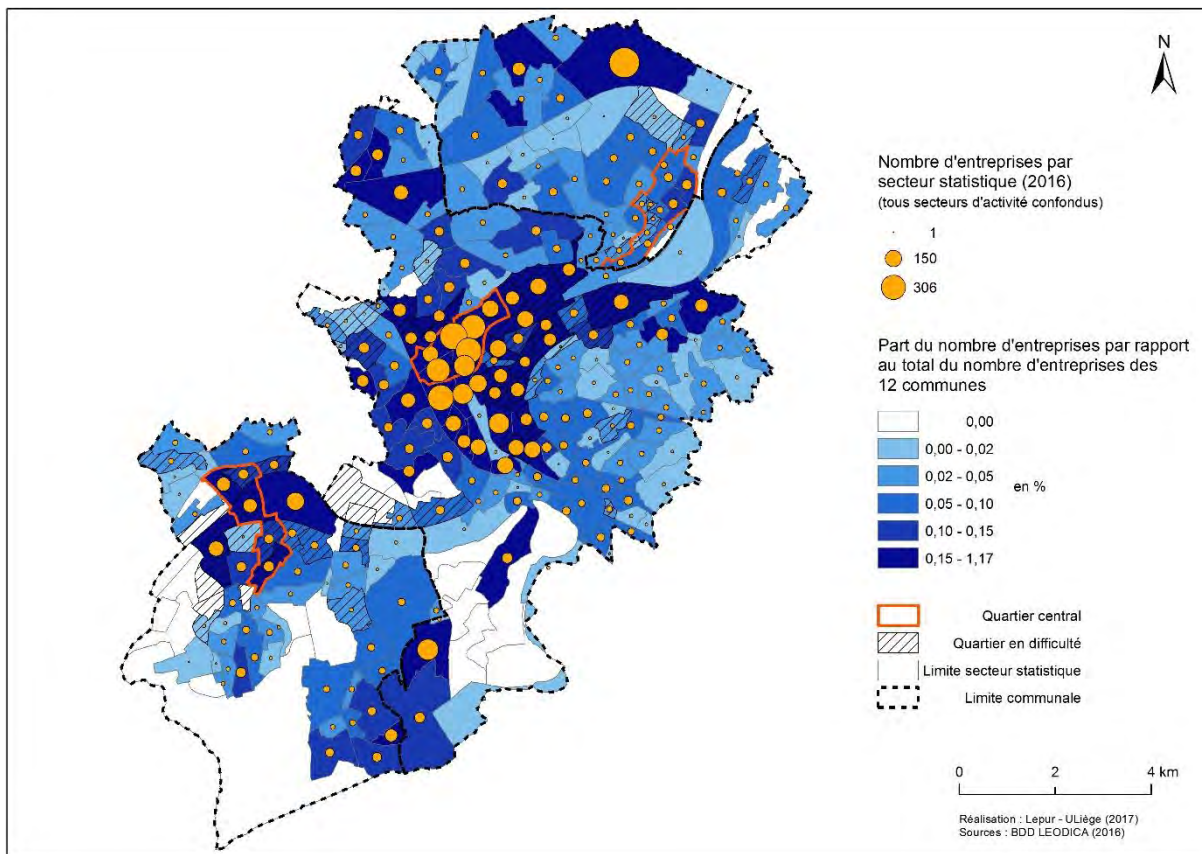 N
Nombre d'entreprises par
secteur statistique (2016)
(tous secteurs d'activité confondus)
1
150
306
Part du nombre d'entreprises par rapport
au total du nombre d'entreprises des
12 communes
0,00
0,00 - 0,02
0,02 - 0,05
0,05 - 0,10
en %
0,10 - 0,15
0,15 - 1,17
Quartier central
Quartier en difficulté
Limite secteur statistique
Limite communale
0 2 4 km
Réalisation : Lepur - ULiège (2017)
Sources : BDD LEODICA (2016)